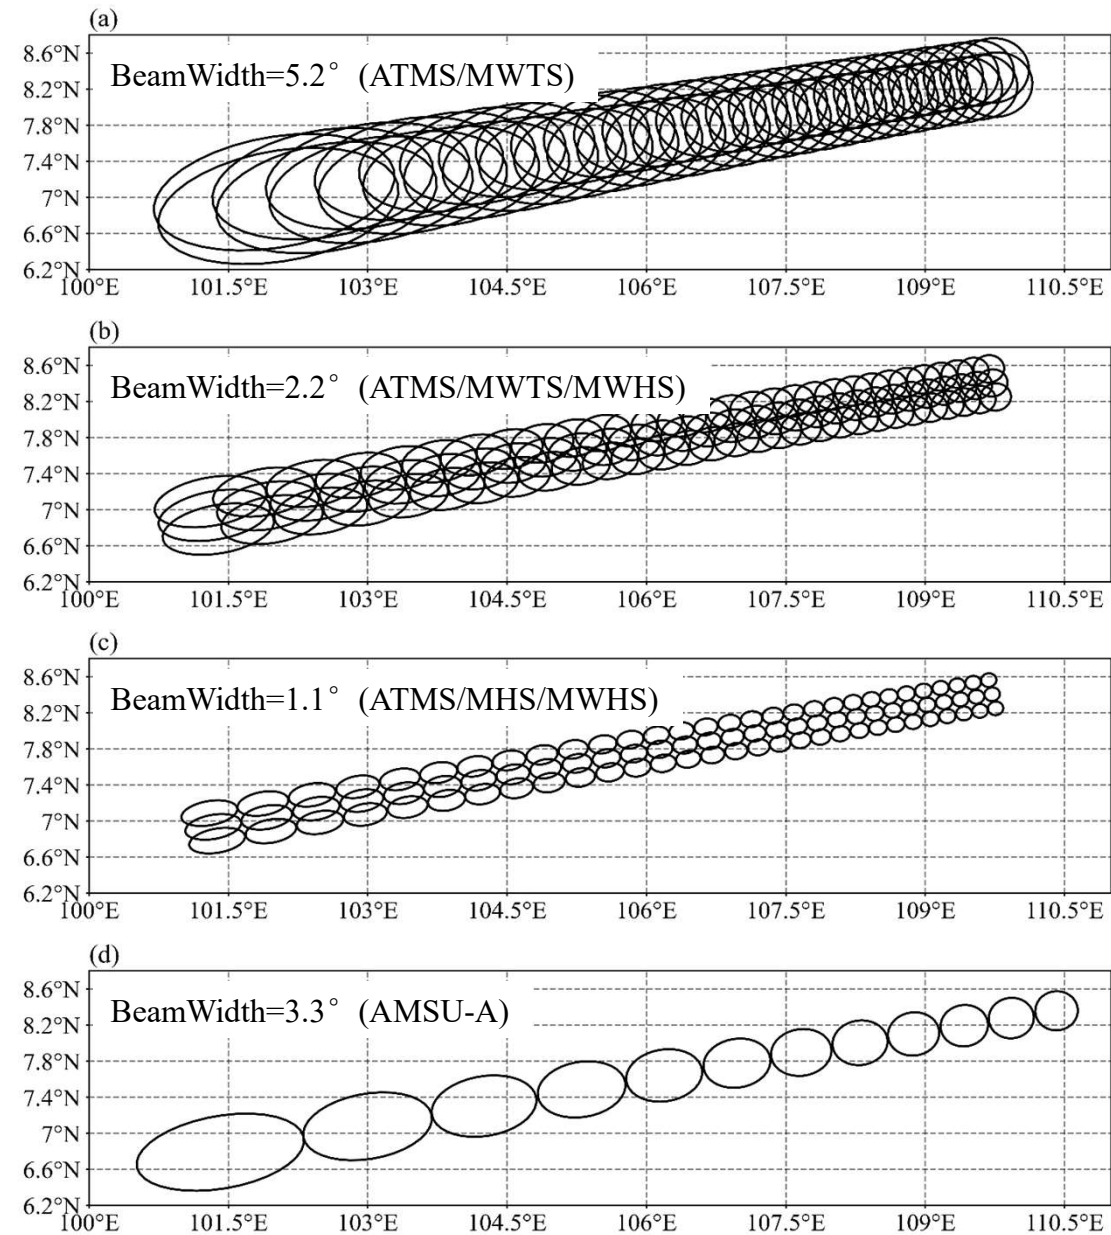 (a)
8.6°N
BeamWidth=5.2° (ATMS/MWTS)
8.2°N
7.8°N
7.4°N
7°N
6.6°N
6.2°N
100°E 101.5°E 103°E 104.5°E 106°E 107.5°E 109°E 110.5°E
(b)
8.6°N
BeamWidth=2.2° (ATMS/MWTS/MWHS)
8.2°N
7.8°N
7.4°N
7°N
6.6°N
6.2°N
100°E 101.5°E 103°E 104.5°E 106°E 107.5°E 109°E 110.5°E
(c)
8.6°N
BeamWidth=1.1° (ATMS/MHS/MWHS)
8.2°N
7.8°N
7.4°N
7°N
6.6°N
6.2°N
100°E 101.5°E 103°E 104.5°E 106°E 107.5°E 109°E 110.5°E
(d)
8.6°N
BeamWidth=3.3° (AMSU-A)
8.2°N
7.8°N
7.4°N
7°N
6.6°N
6.2°N
100°E 101.5°E 103°E 104.5°E 106°E 107.5°E 109°E 110.5°E